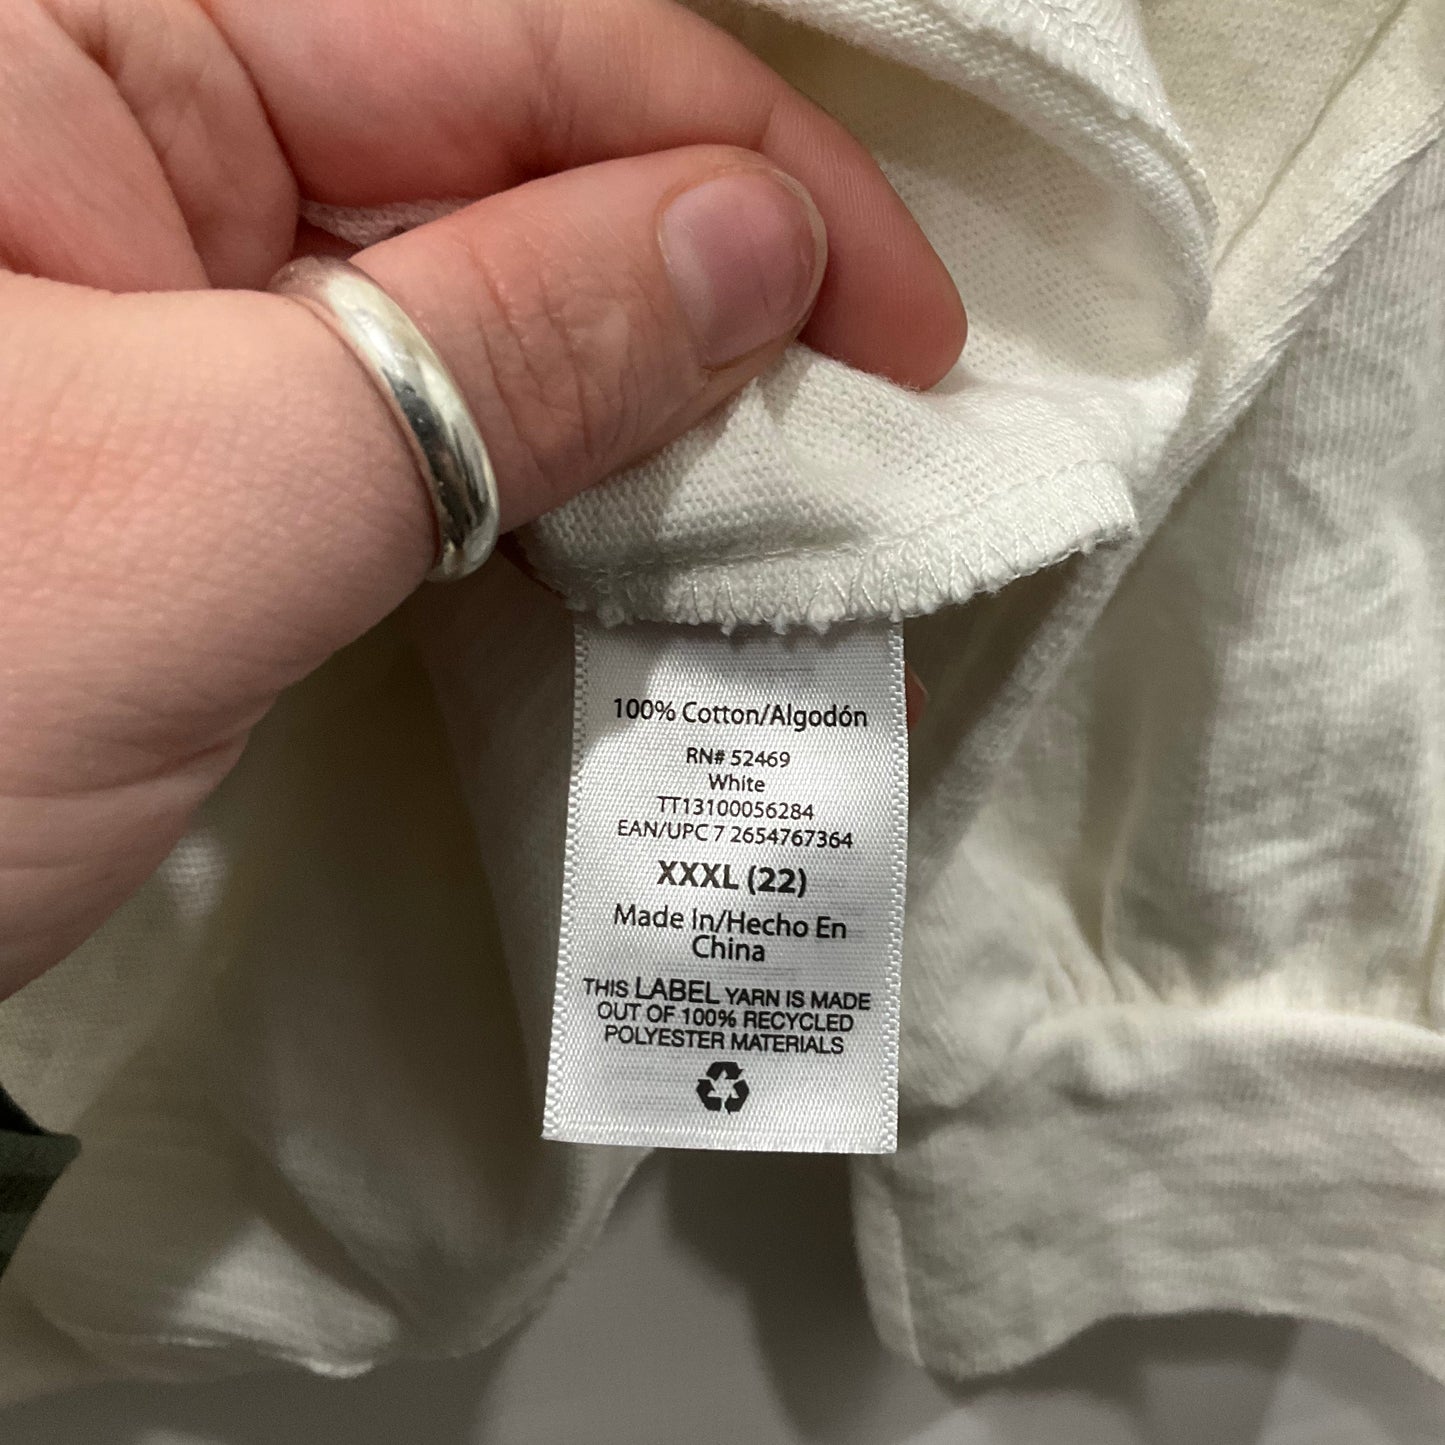 100% Cotton/Algodón
RN# 52469
White
TT13100056284
EAN/UPC 7 2654767364
XXXL (22)
Made In/Hecho En
China
THIS LABEL YARN IS MADE
OUT OF 100% RECYCLED
POLYESTER MATERIALS